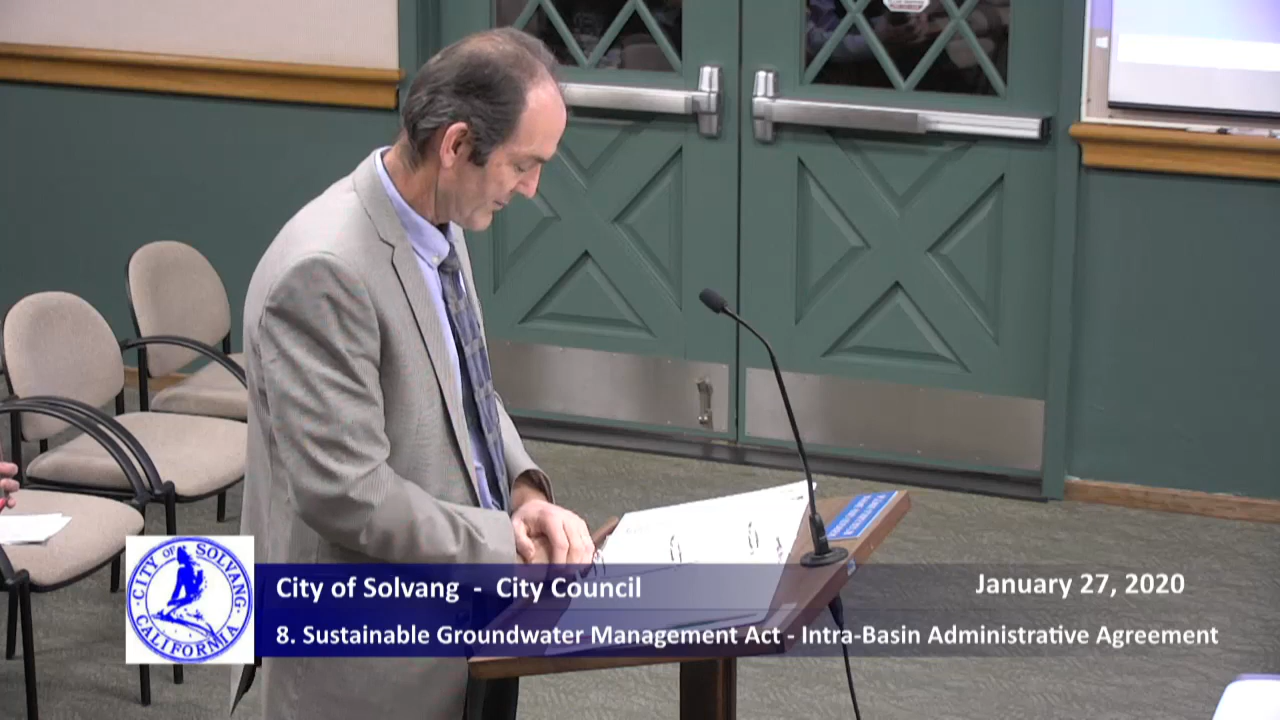 City of Solvang - City Council
January 27, 2020
8. Sustainable Groundwater Management Act - Intra-Basin Administrative Agreement
CITY OF SOLVANG
CALIFORNIA